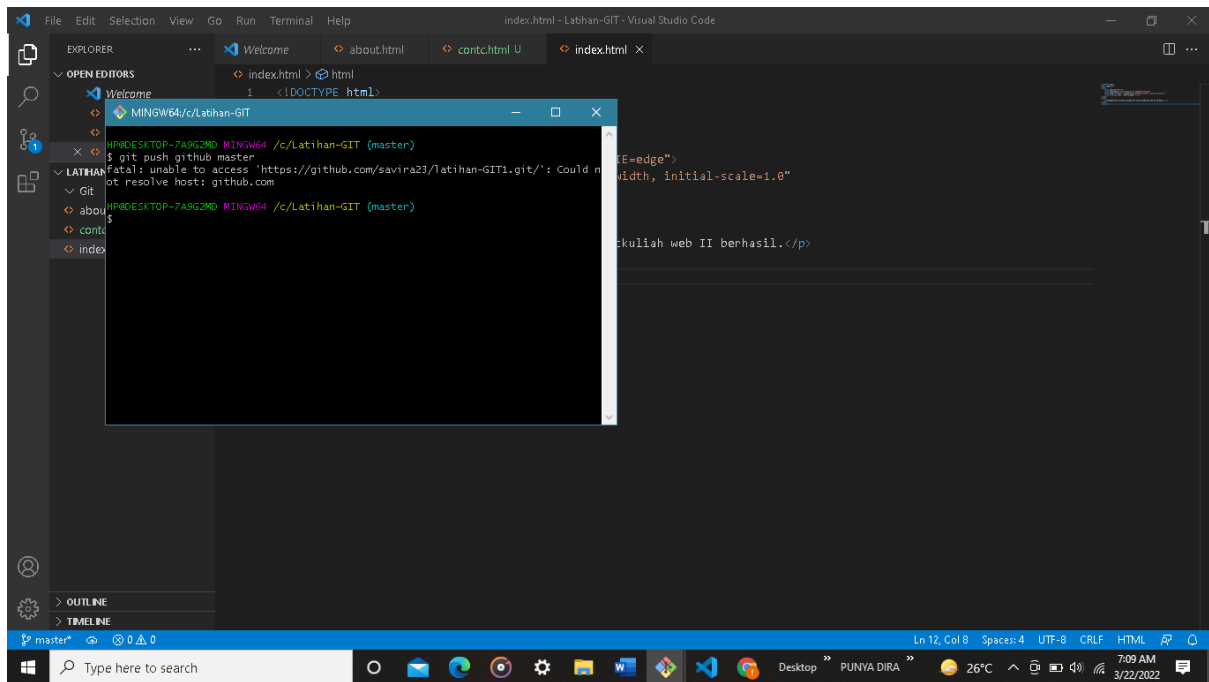 File Edit Selection View Go Run Terminal Help
index.html - Latihan-GIT - Visual Studio Code
EXPLORER
Welcome
about.html
contc.html U
index.html
OPEN EDITORS
index.html > html
Welcome
1 <!DOCTYPE html>
MINGW64:/c/Latihan-GIT
HP@DESKTOP-7A9G2MD MINGW64 /c/Latihan-GIT (master)
$ git push github master
fatal: unable to access 'https://github.com/savira23/latihan-GIT1.git/': Could n
ot resolve host: github.com
HP@DESKTOP-7A9G2MD MINGW64 /c/Latihan-GIT (master)
$
IE=edge">
width, initial-scale=1.0"
kuliah web II berhasil.</p>
LATIHAN
Git
abou
contc
index
OUTLINE
TIMELINE
master* 0 0
Ln 12, Col 8 Spaces: 4 UTF-8 CRLF HTML
Type here to search
Desktop
PUNYA DIRA
26°C
7:09 AM
3/22/2022
1